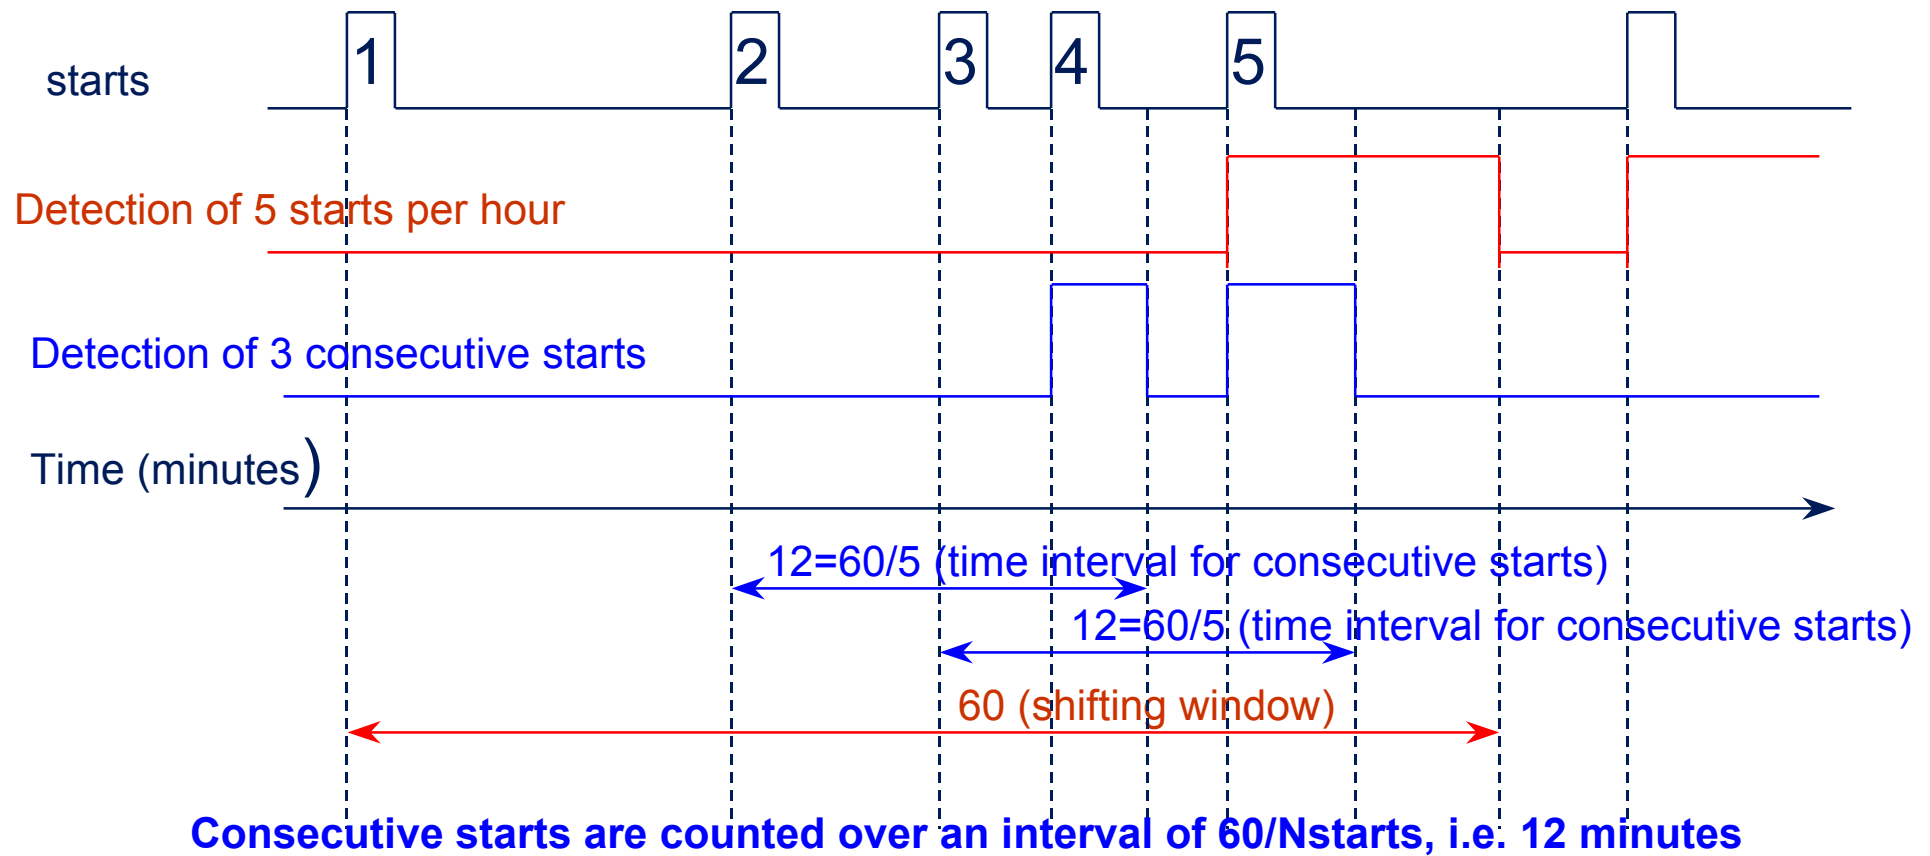 1 2 3 4 5
starts
Detection of 5 starts per hour
Detection of 3 consecutive starts
Time (minutes)
12=60/5 (time interval for consecutive starts)
12=60/5 (time interval for consecutive starts)
60 (shifting window)
Consecutive starts are counted over an interval of 60/Nstarts, i.e. 12 minutes